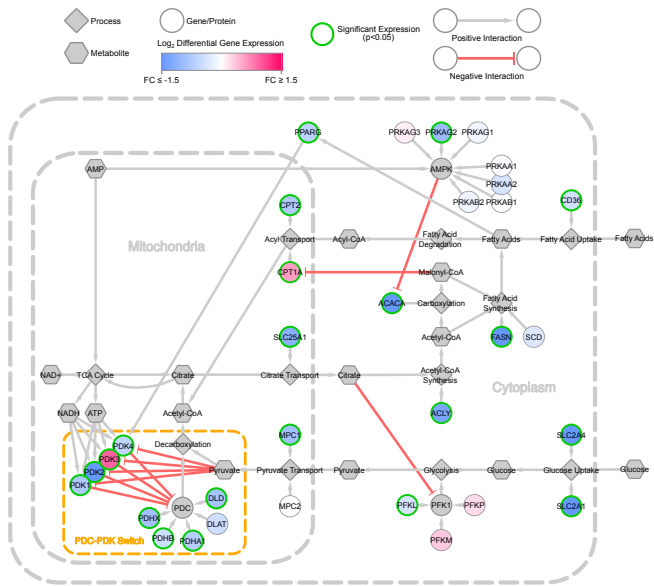 Process
Gene/Protein
Significant Expression
(p<0.05)
Positive Interaction
Metabolite
Log2 Differential Gene Expression
FC ≤ -1.5
FC ≥ 1.5
Negative Interaction
PPARG
PRKAG3
PRKAG2
PRKAG1
AMP
AMPK
PRKAA1
PRKAA2
PRKAB2
PRKAB1
CPT2
CD36
Mitochondria
Acyl Transport
Acyl-CoA
Fatty Acid
Degradation
Fatty Acids
Fatty Acid Uptake
Fatty Acids
CPT1A
Malonyl-CoA
ACACA
Carboxylation
Fatty Acid
Synthesis
SLC25A1
Acetyl-CoA
FASN
SCD
NAD+
TCA Cycle
Citrate
Citrate Transport
Citrate
Acetyl-CoA
Synthesis
Cytoplasm
NADH
ATP
Acetyl-CoA
ACLY
PDK4
Decarboxylation
MPC1
SLC2A4
PDK3
PDK2
PDK1
Pyruvate
Pyruvate Transport
Pyruvate
Glycolysis
Glucose
Glucose Uptake
Glucose
DLD
PDC
PDHX
DLAT
MPC2
PFKL
PFK1
PFKP
SLC2A1
PDC-PDK Switch
PDHB
PDHA1
PFKM